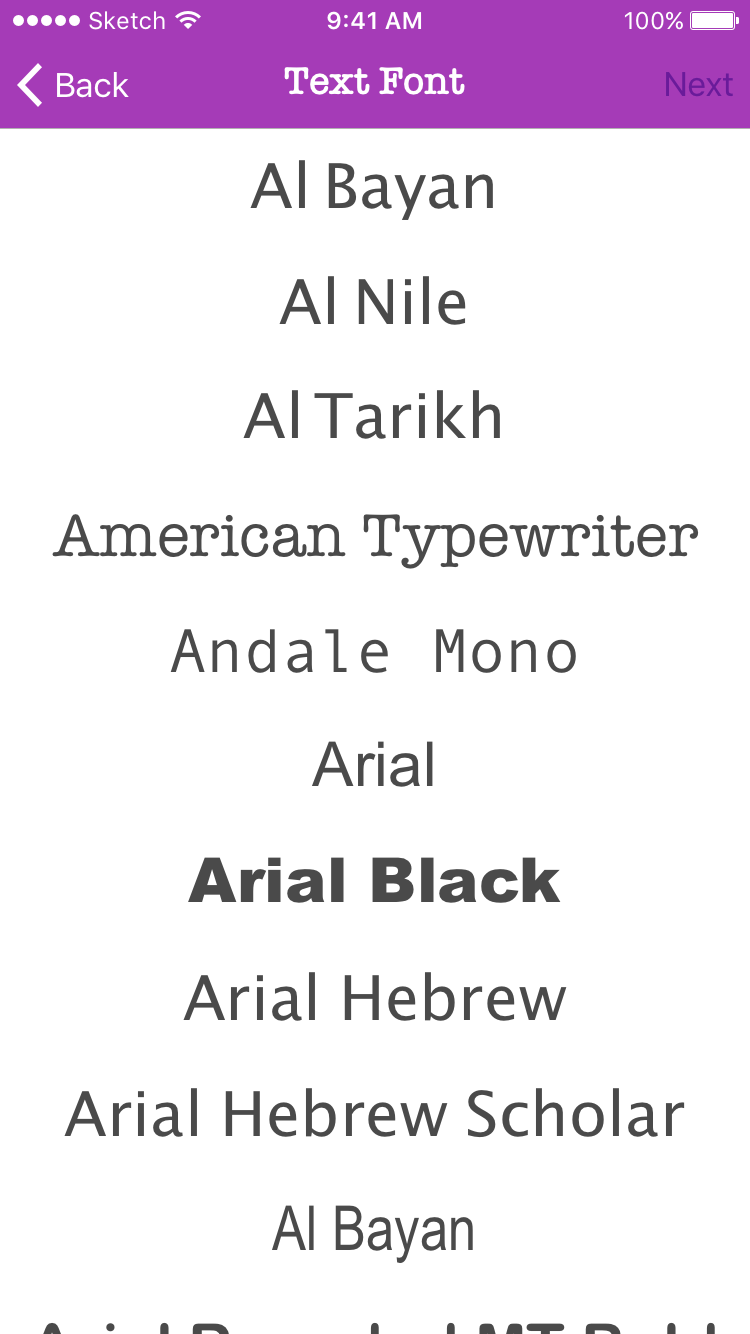 Sketch 9:41 AM 100%
Back Text Font Next
Al Bayan
Al Nile
Al Tarikh
American Typewriter
Andale Mono
Arial
Arial Black
Arial Hebrew
Arial Hebrew Scholar
Al Bayan